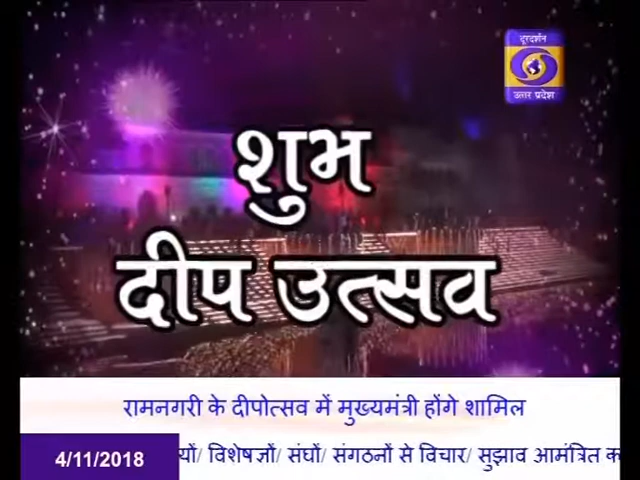 दूरदर्शन
उत्तर प्रदेश
शुभ
दीप उत्सव
रामनगरी के दीपोत्सव में मुख्यमंत्री होंगे शामिल
4/11/2018 यों/ विशेषज्ञों/ संघों/ संगठनों से विचार/ सुझाव आमंत्रित क